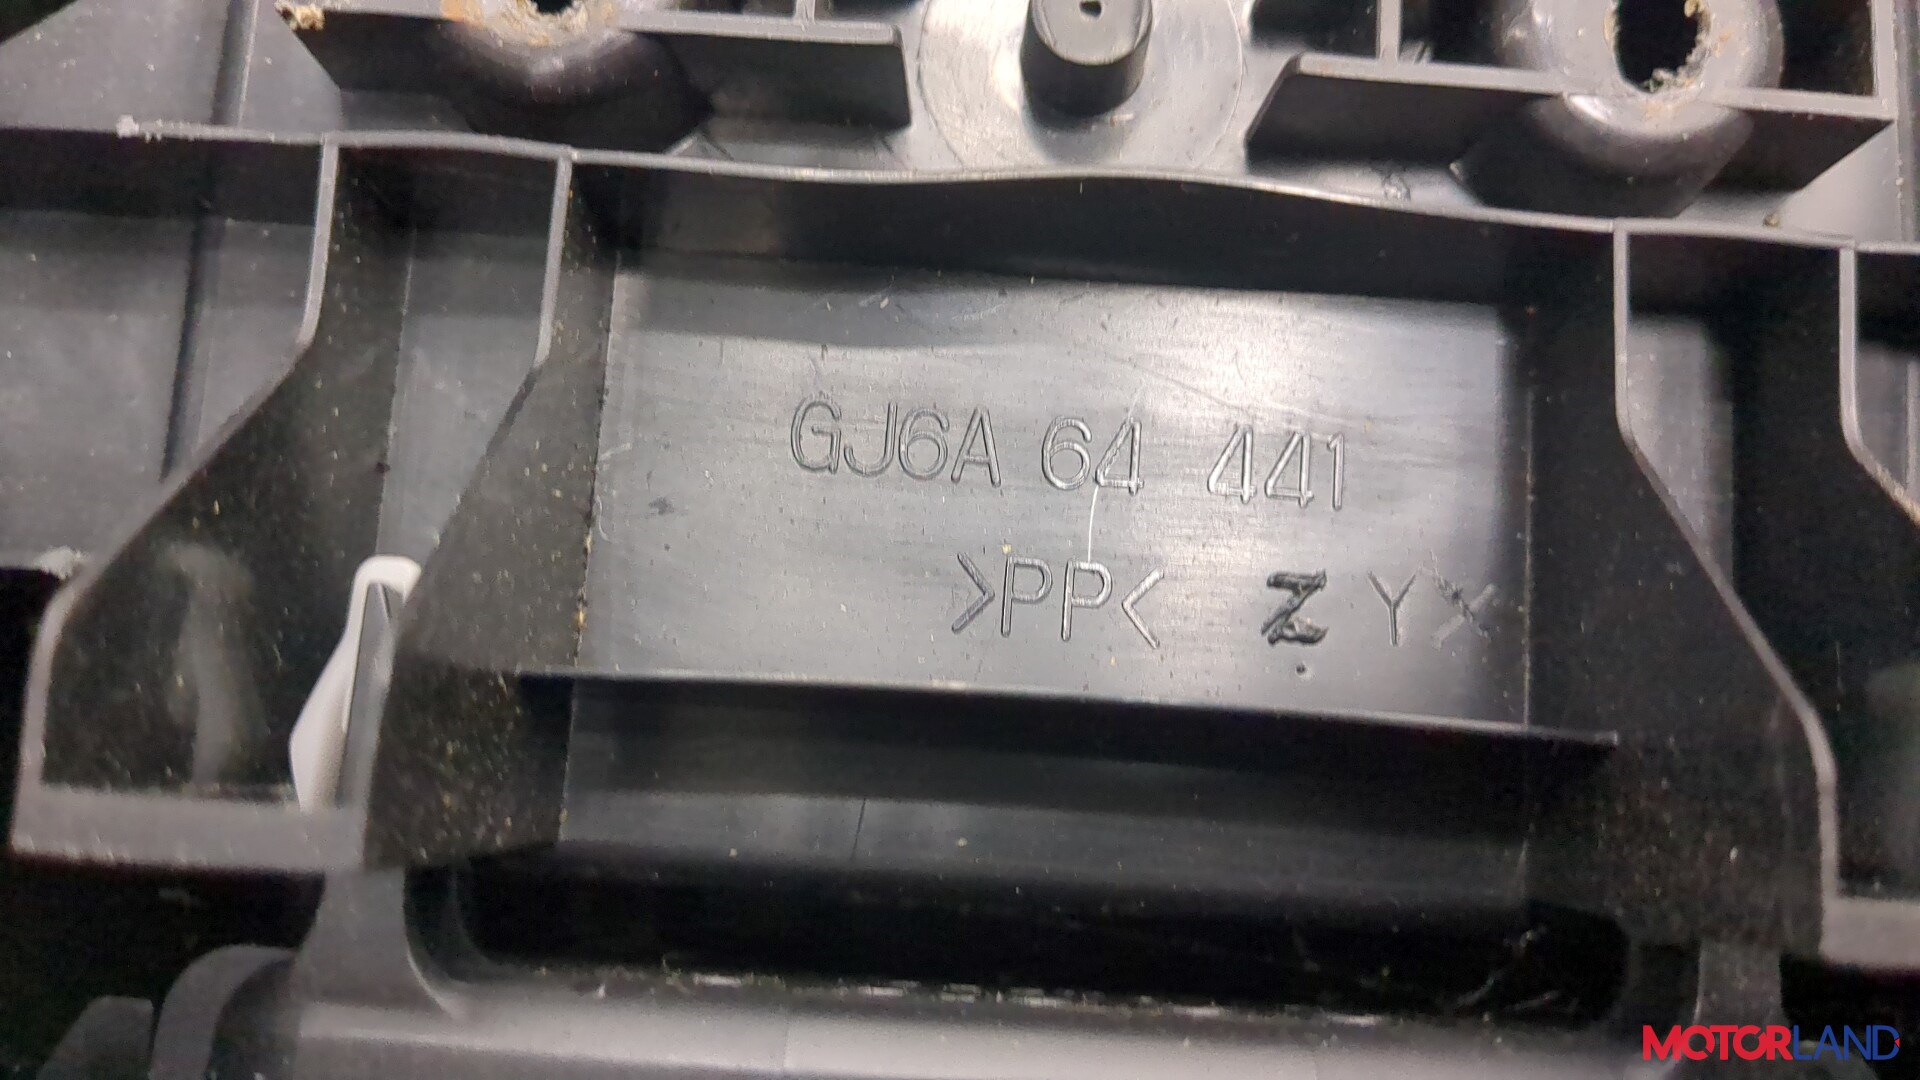 GJ6A 64 441
>PP< Z Y
MOTORLAND